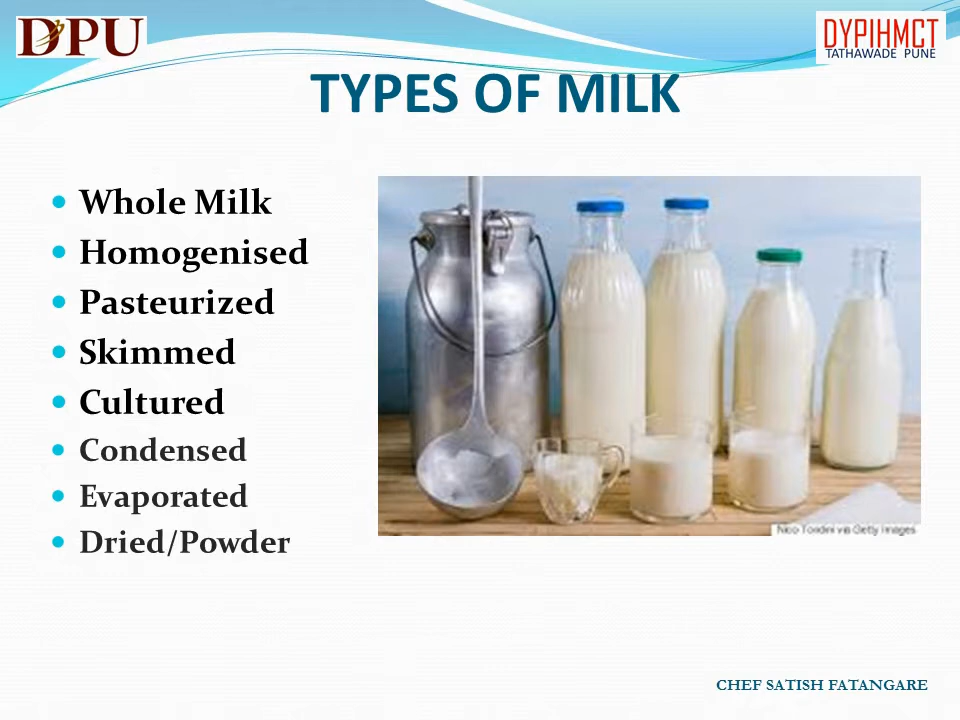 DPU
DYPIHMCT
TATHAWADE PUNE
TYPES OF MILK
Whole Milk
Homogenised
Pasteurized
Skimmed
Cultured
Condensed
Evaporated
Dried/Powder
Nico Tondini via Getty Images
CHEF SATISH FATANGARE